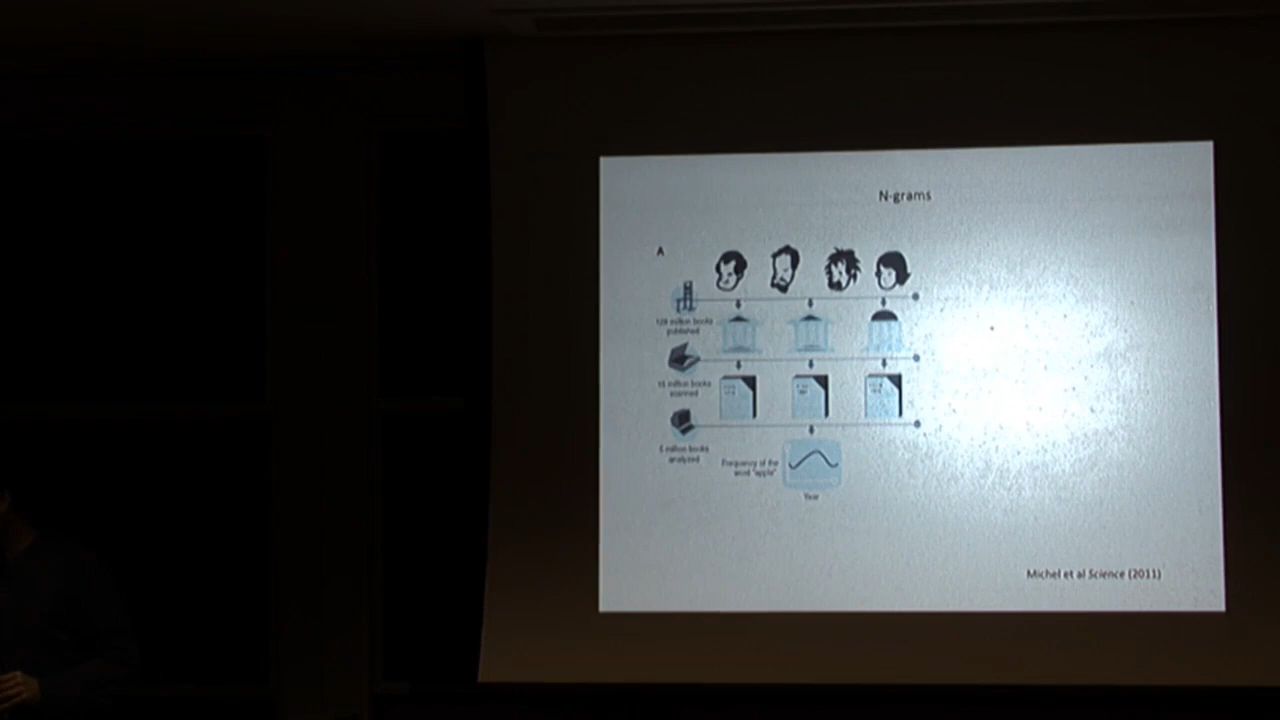 N-grams
A
129 million books
published
15 million books
scanned
5 million books
analyzed
Frequency of the
word "apple"
Year
Michel et al Science (2011)